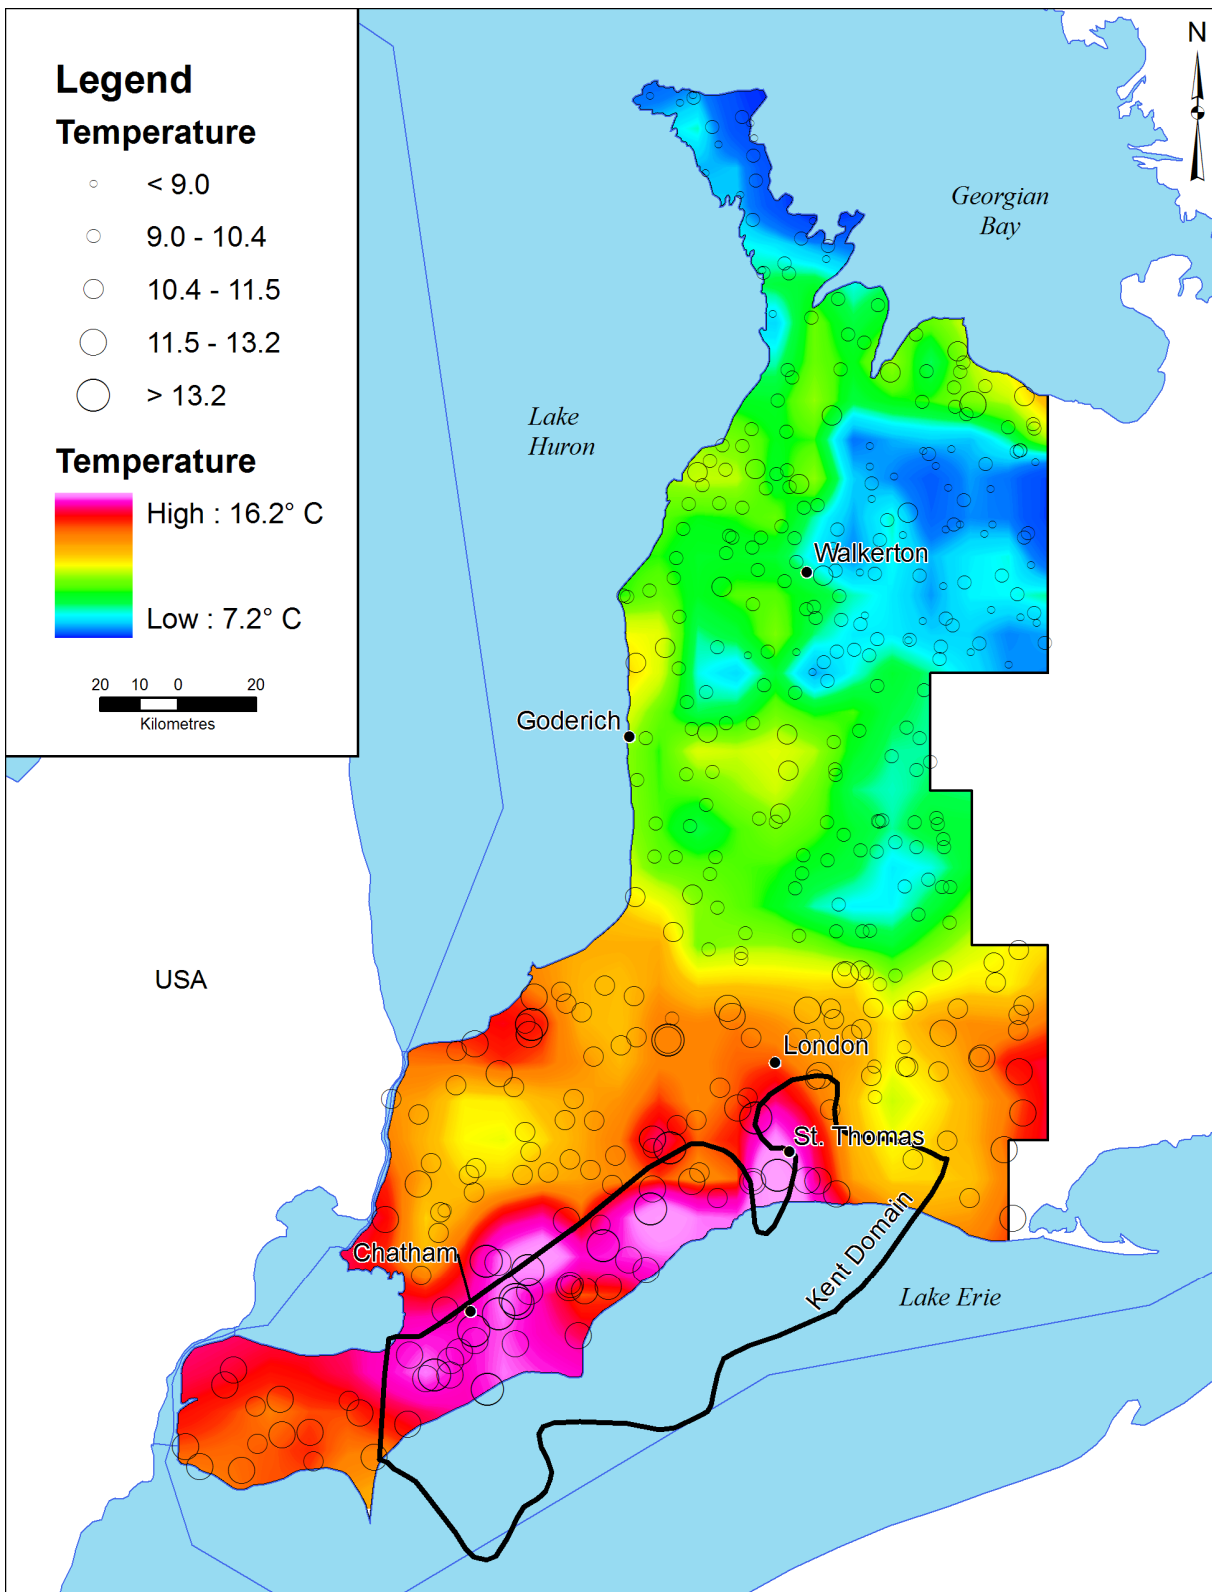 Legend
Temperature
< 9.0
9.0 - 10.4
10.4 - 11.5
11.5 - 13.2
> 13.2
Temperature
High : 16.2° C
Low : 7.2° C
20 10 0 20
Kilometres
N
Georgian
Bay
Lake
Huron
Walkerton
Goderich
USA
London
St. Thomas
Chatham
Kent Domain
Lake Erie